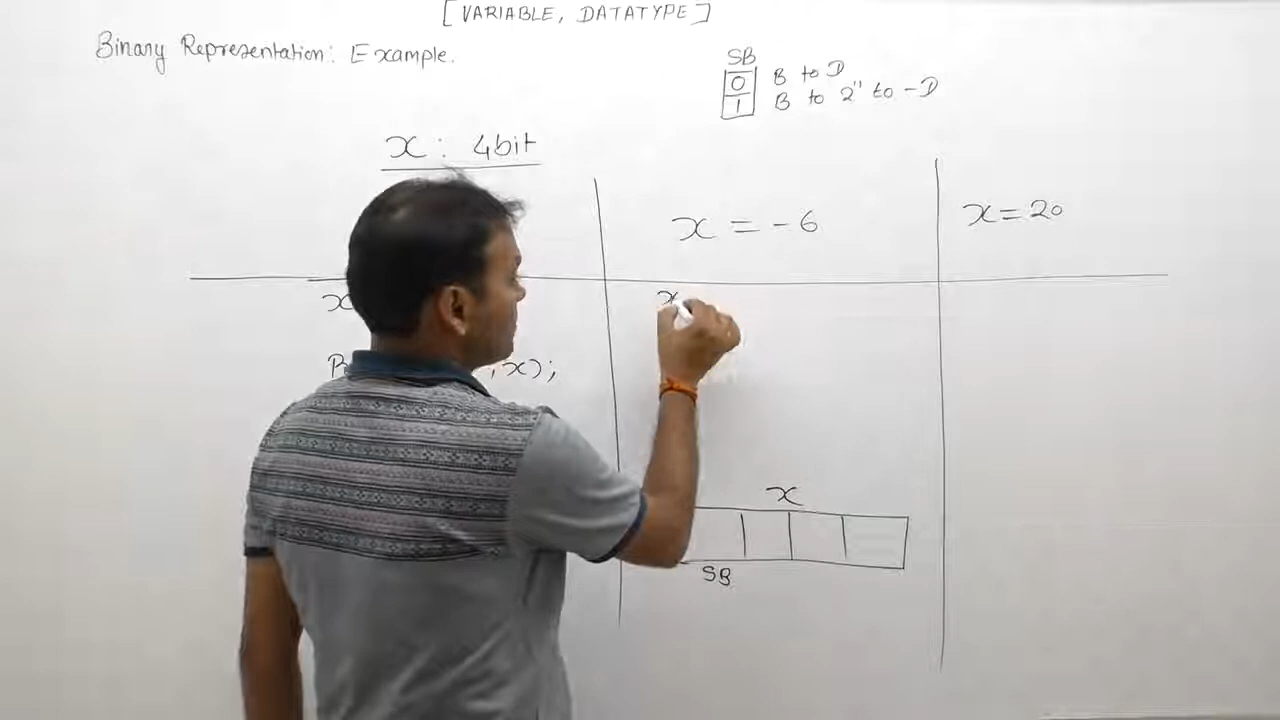 [VARIABLE, DATATYPE]
Binary Representation: Example.
SB
0 B to D
1 B to 2" to -D
x : 4bit
x = -6
x = 20
x
x
,x);
x
SB